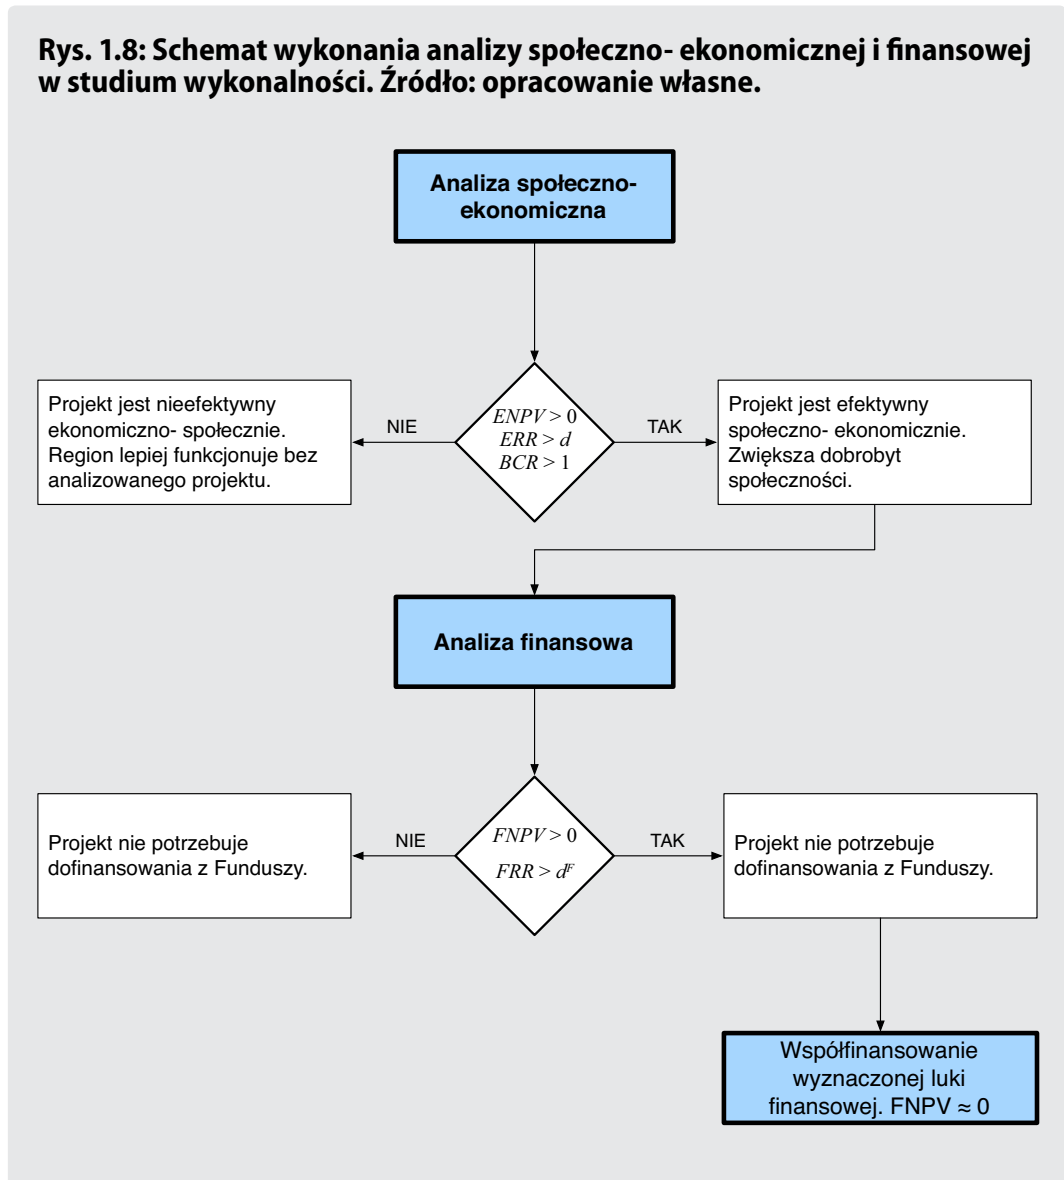 Rys. 1.8: Schemat wykonania analizy społeczno- ekonomicznej i finansowej
w studium wykonalności. Źródło: opracowanie własne.
Analiza społeczno-
ekonomiczna
Projekt jest nieefektywny
ekonomiczno- społecznie.
Region lepiej funkcjonuje bez
analizowanego projektu.
NIE
ENPV > 0
ERR > d
BCR > 1
TAK
Projekt jest efektywny
społeczno- ekonomicznie.
Zwiększa dobrobyt
społeczności.
Analiza finansowa
Projekt nie potrzebuje
dofinansowania z Funduszy.
NIE
FNPV > 0
FRR > dF
TAK
Projekt nie potrzebuje
dofinansowania z Funduszy.
Współfinansowanie
wyznaczonej luki
finansowej. FNPV ≈ 0